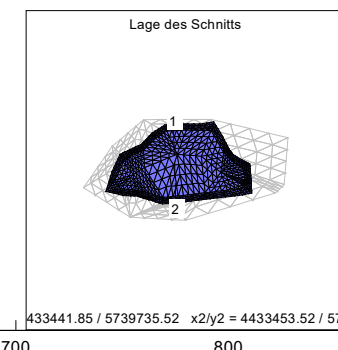 Lage des Schnitts
1
2
433441.85 / 5739735.52 x2/y2 = 4433453.52 / 57
700 800